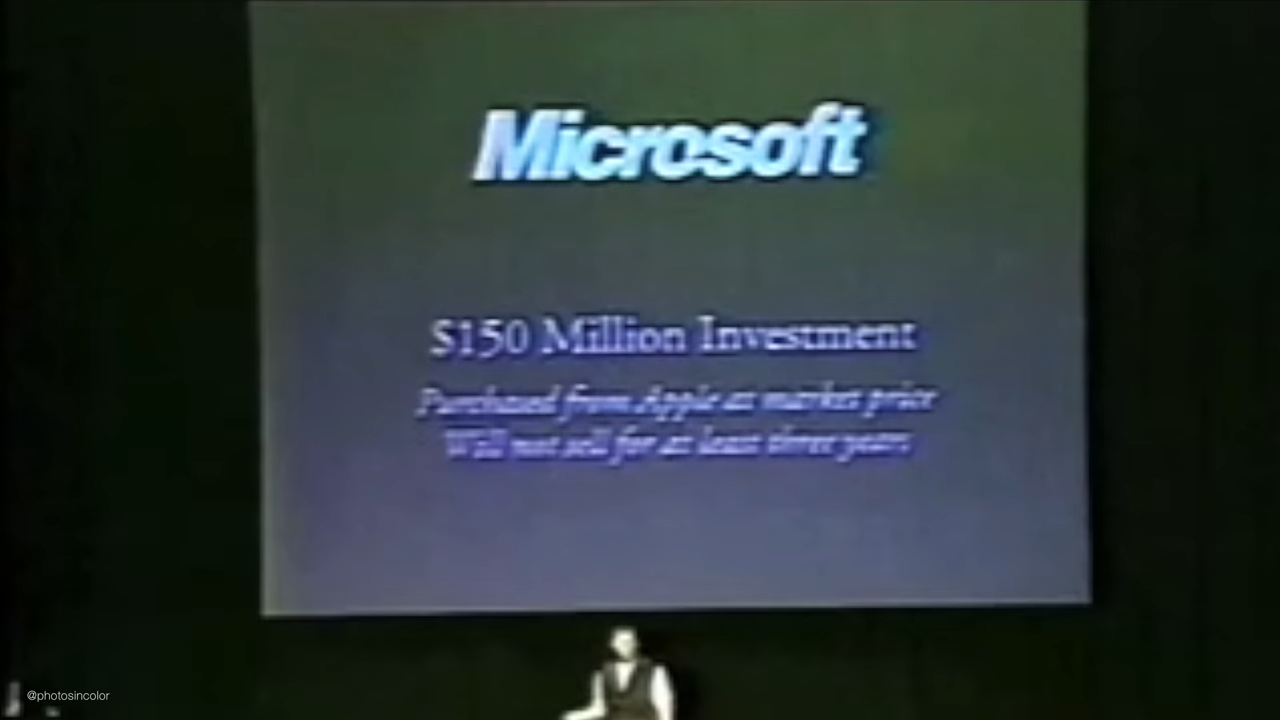 Microsoft
$150 Million Investment
Purchased from Apple at market price
Will not sell for at least three years
@photosincolor